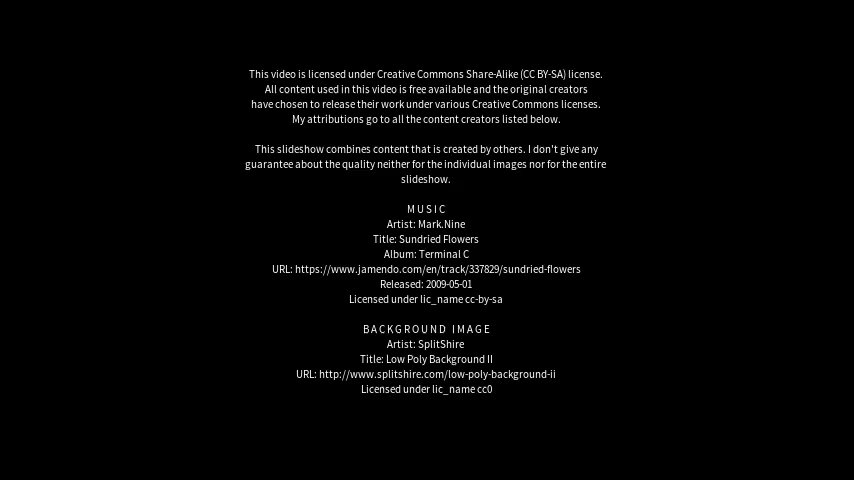 This video is licensed under Creative Commons Share-Alike (CC BY-SA) license.
All content used in this video is free available and the original creators
have chosen to release their work under various Creative Commons licenses.
My attributions go to all the content creators listed below.
This slideshow combines content that is created by others. I don't give any
guarantee about the quality neither for the individual images nor for the entire
slideshow.
MUSIC
Artist: Mark.Nine
Title: Sundried Flowers
Album: Terminal C
URL: https://www.jamendo.com/en/track/337829/sundried-flowers
Released: 2009-05-01
Licensed under lic_name cc-by-sa
BACKGROUND IMAGE
Artist: SplitShire
Title: Low Poly Background II
URL: http://www.splitshire.com/low-poly-background-ii
Licensed under lic_name cc0